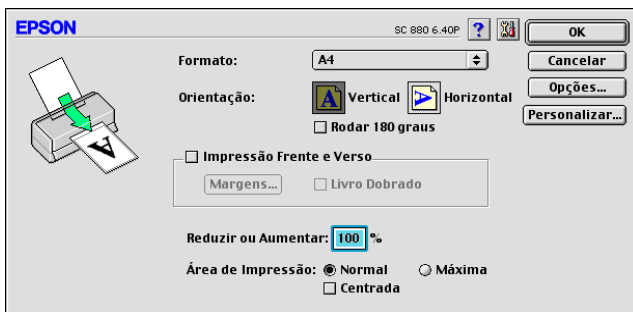 EPSON
SC 880 6.40P
?
OK
Formato: A4
Cancelar
Orientação: A Vertical A Horizontal
Opções...
Rodar 180 graus
Personalizar...
Impressão Frente e Verso
Margens... Livro Dobrado
Reduzir ou Aumentar: 100 %
Área de Impressão: Normal Máxima
Centrada
A